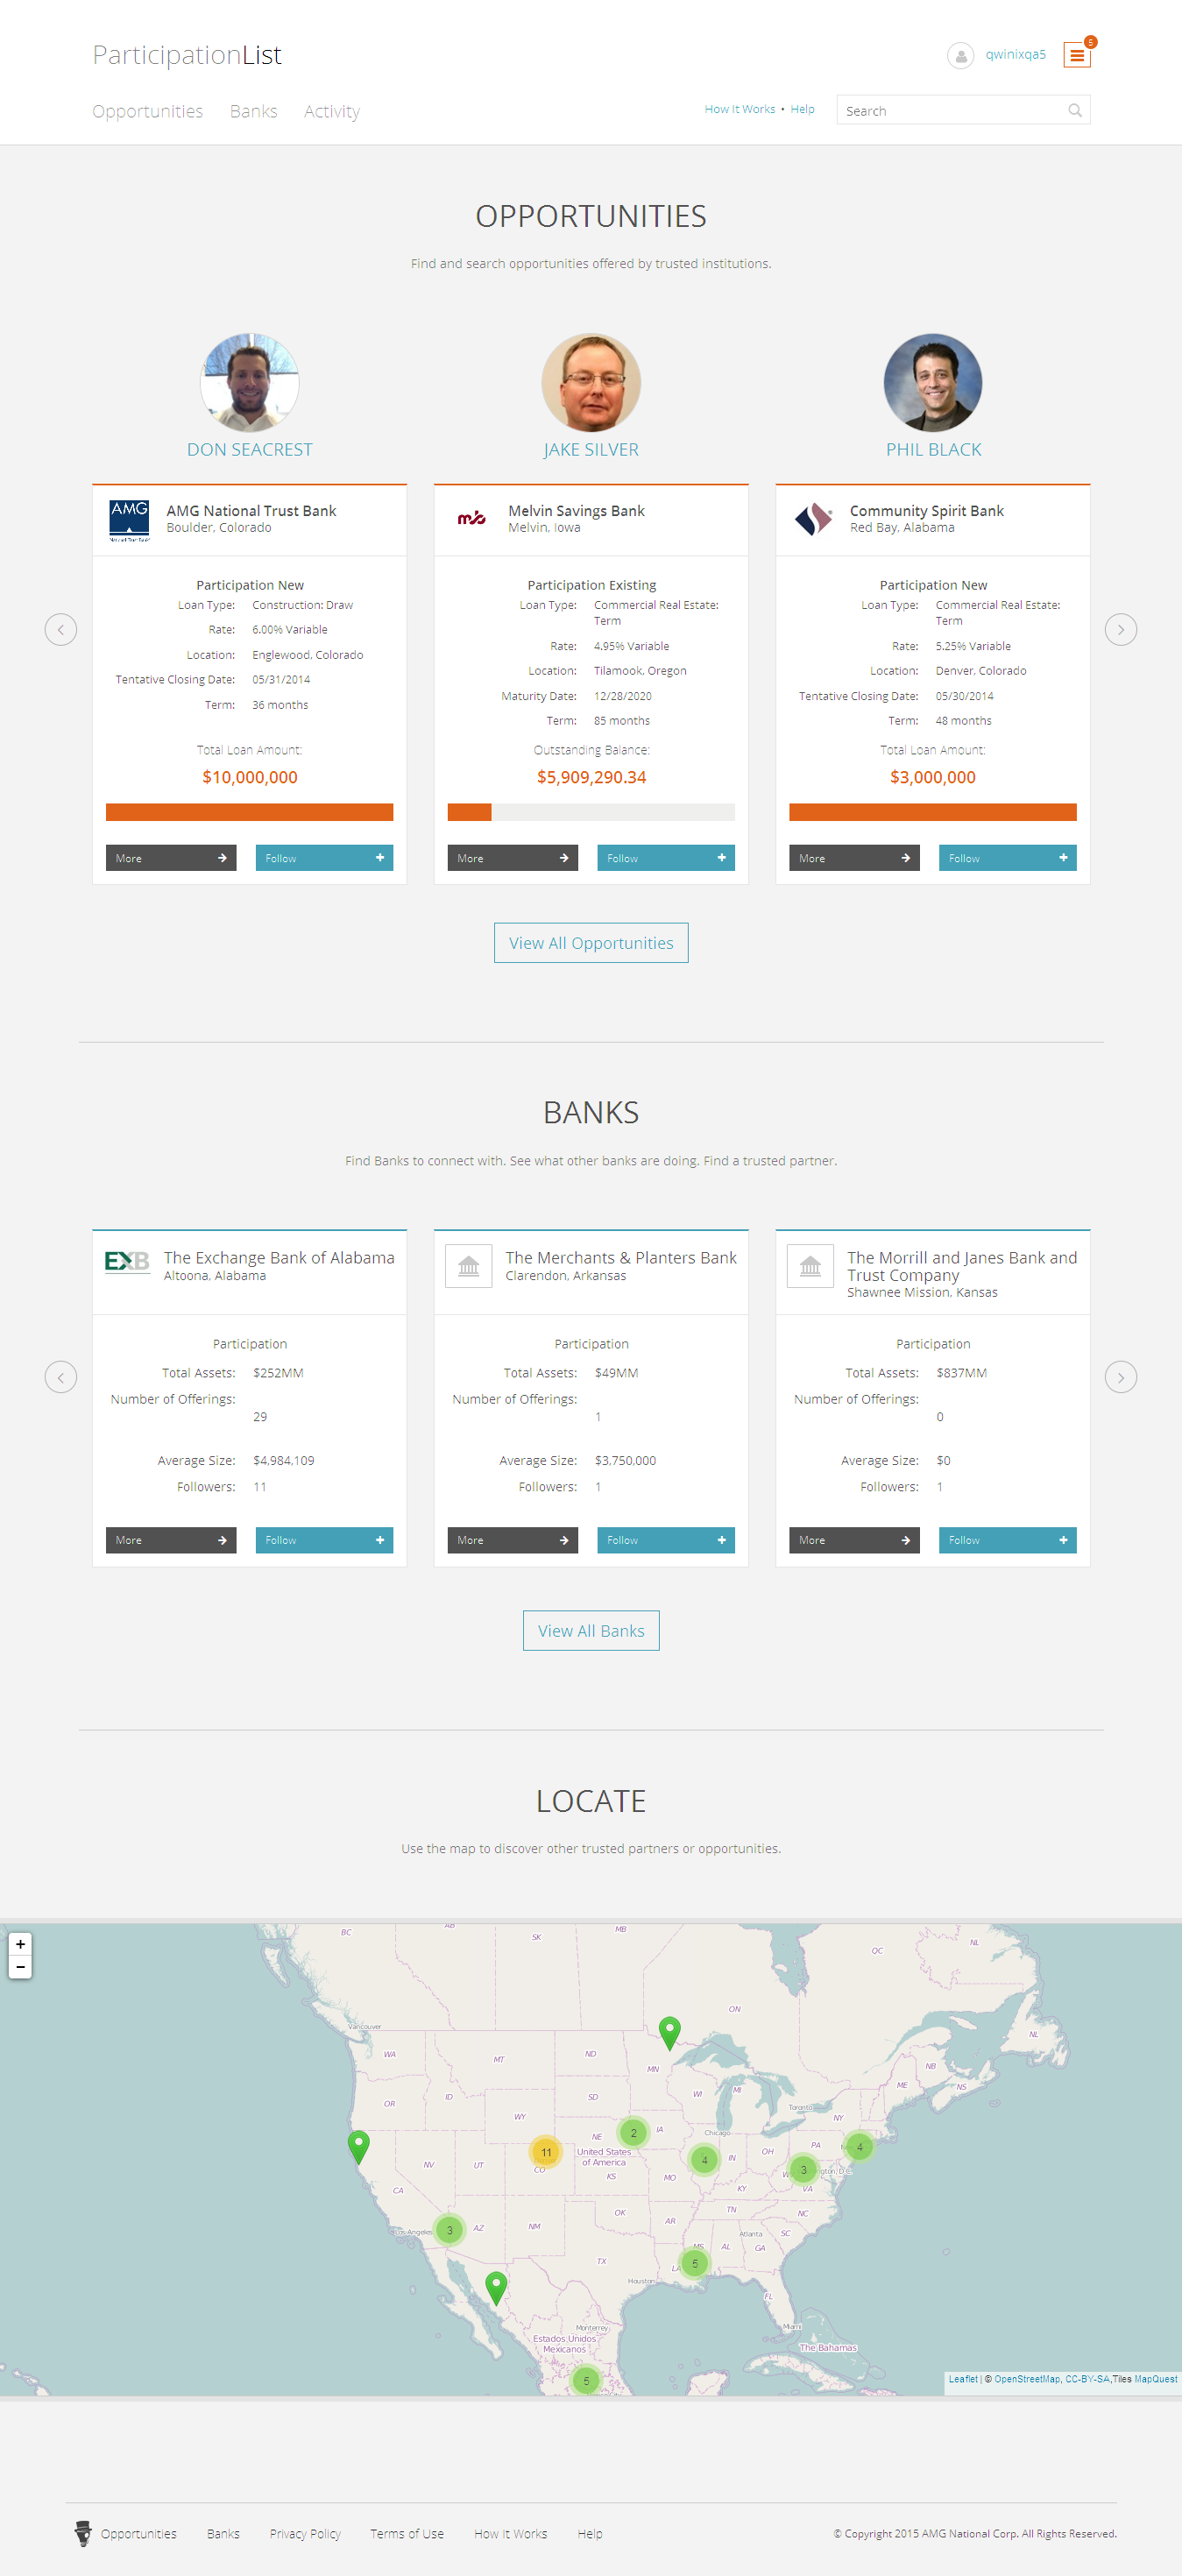 ParticipationList
qwinixqa5
5
Opportunities Banks Activity
How It Works • Help
Search
OPPORTUNITIES
Find and search opportunities offered by trusted institutions.
DON SEACREST
JAKE SILVER
PHIL BLACK
AMG
AMG National Trust Bank
Boulder, Colorado
Participation New
Loan Type: Construction: Draw
Rate: 6.00% Variable
Location: Englewood, Colorado
Tentative Closing Date: 05/31/2014
Term: 36 months
Total Loan Amount:
$10,000,000
More
Follow
msb
Melvin Savings Bank
Melvin, Iowa
Participation Existing
Loan Type: Commercial Real Estate:
Term
Rate: 4.95% Variable
Location: Tilamook, Oregon
Maturity Date: 12/28/2020
Term: 85 months
Outstanding Balance:
$5,909,290.34
More
Follow
Community Spirit Bank
Red Bay, Alabama
Participation New
Loan Type: Commercial Real Estate:
Term
Rate: 5.25% Variable
Location: Denver, Colorado
Tentative Closing Date: 05/30/2014
Term: 48 months
Total Loan Amount:
$3,000,000
More
Follow
View All Opportunities
BANKS
Find Banks to connect with. See what other banks are doing. Find a trusted partner.
EXB
The Exchange Bank of Alabama
Altoona, Alabama
Participation
Total Assets: $252MM
Number of Offerings:
29
Average Size: $4,984,109
Followers: 11
More
Follow
The Merchants & Planters Bank
Clarendon, Arkansas
Participation
Total Assets: $49MM
Number of Offerings:
1
Average Size: $3,750,000
Followers: 1
More
Follow
The Morrill and Janes Bank and
Trust Company
Shawnee Mission, Kansas
Participation
Total Assets: $837MM
Number of Offerings:
0
Average Size: $0
Followers: 1
More
Follow
View All Banks
LOCATE
Use the map to discover other trusted partners or opportunities.
+
−
BC
AB
SK
MB
ON
QC
NL
NL
Vancouver
WA
MT
ND
MN
NB
NS
ME
OR
ID
SD
WI
MI
Toronto
NY
WY
NE
2
IA
Chicago
PA
4
11
CO
United States
of America
4
IN
OH
3
NV
UT
KS
MO
KY
VA
CA
OK
AR
TN
NC
Los Angeles
3
AZ
NM
Atlanta
SC
TX
LA
MS
5
AL
GA
Houston
FL
Monterrey
Miami
Estados Unidos
Mexicanos
The Bahamas
5
Leaflet | © OpenStreetMap, CC-BY-SA,Tiles MapQuest
Opportunities Banks Privacy Policy Terms of Use How It Works Help
© Copyright 2015 AMG National Corp. All Rights Reserved.